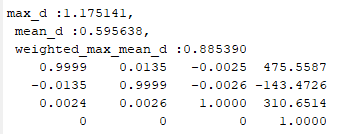 max_d :1.175141,
mean_d :0.595638,
weighted_max_mean_d :0.885390
0.9999 0.0135 -0.0025 475.5587
-0.0135 0.9999 -0.0026 -143.4726
0.0024 0.0026 1.0000 310.6514
0 0 0 1.0000